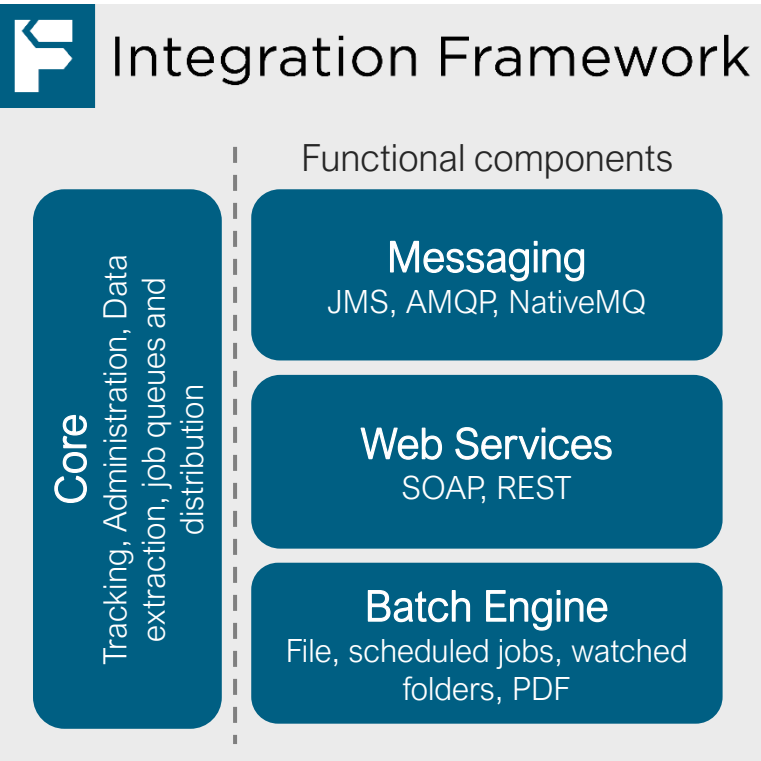 Integration Framework
Functional components
Core
Tracking, Administration, Data
extraction, job queues and
distribution
Messaging
JMS, AMQP, NativeMQ
Web Services
SOAP, REST
Batch Engine
File, scheduled jobs, watched
folders, PDF